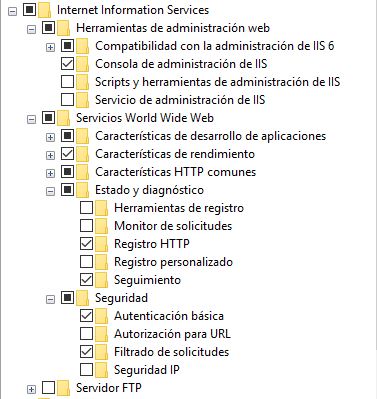 Internet Information Services
Herramientas de administración web
Compatibilidad con la administración de IIS 6
Consola de administración de IIS
Scripts y herramientas de administración de IIS
Servicio de administración de IIS
Servicios World Wide Web
Características de desarrollo de aplicaciones
Características de rendimiento
Características HTTP comunes
Estado y diagnóstico
Herramientas de registro
Monitor de solicitudes
Registro HTTP
Registro personalizado
Seguimiento
Seguridad
Autenticación básica
Autorización para URL
Filtrado de solicitudes
Seguridad IP
Servidor FTP